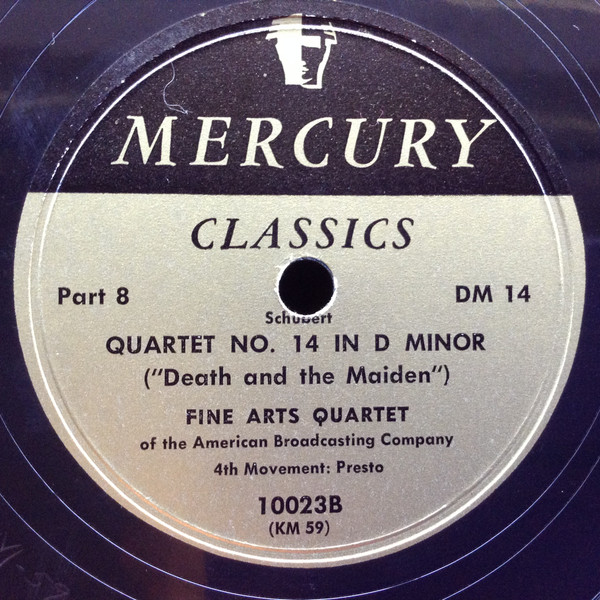 MERCURY
CLASSICS
Part 8 DM 14
Schubert
QUARTET NO. 14 IN D MINOR
("Death and the Maiden")
FINE ARTS QUARTET
of the American Broadcasting Company
4th Movement: Presto
10023B
(KM 59)